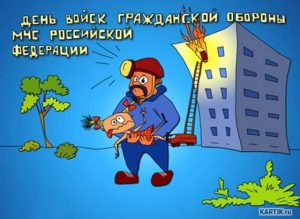 ДЕНЬ ВОЙСК ГРАЖДАНСКОЙ ОБОРОНЫ
МЧС РОССИЙСКОЙ
ФЕДЕРАЦИИ
KARTIK.ru